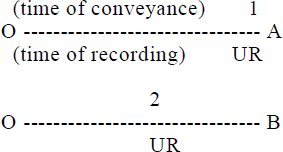 (time of conveyance) 1
O -------------------------------- A
(time of recording) UR
2
O -------------------------------- B
UR